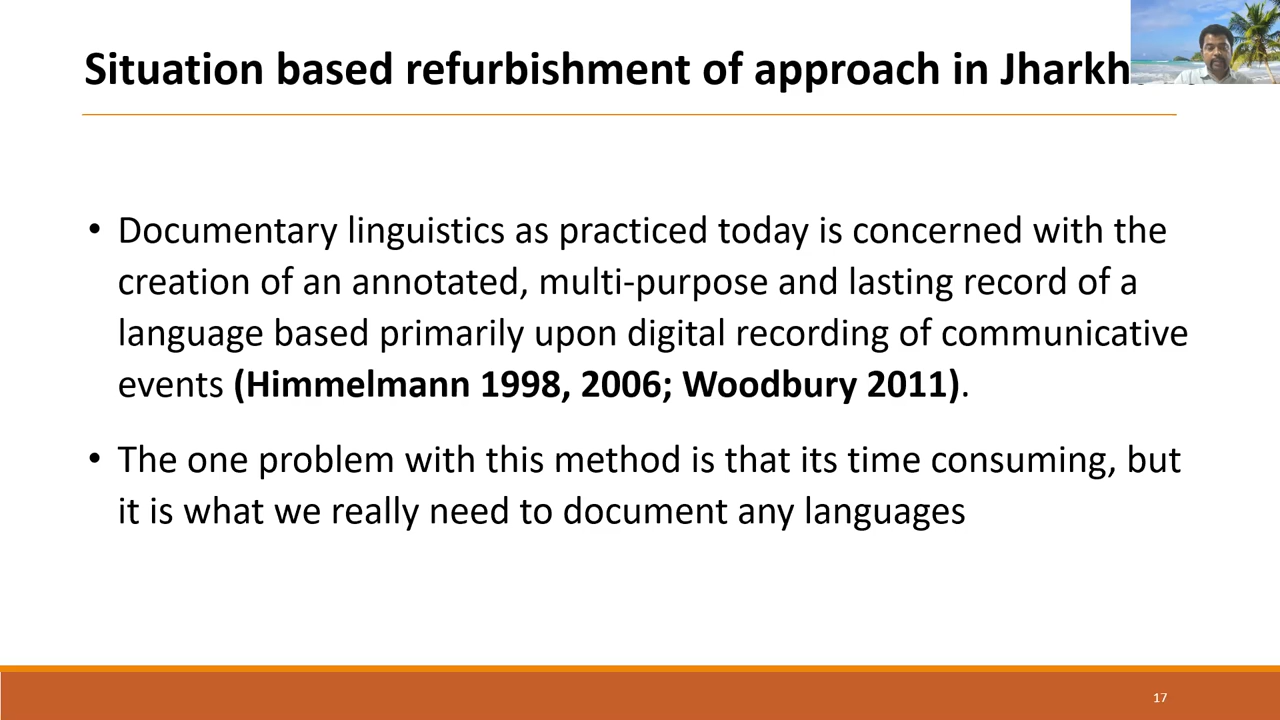 Situation based refurbishment of approach in
• Documentary linguistics as practiced today is concerned with the
creation of an annotated, multi-purpose and lasting record of a
language based primarily upon digital recording of communicative
events (Himmelmann 1998, 2006; Woodbury 2011).
• The one problem with this method is that its time consuming, but
it is what we really need to document any languages
17